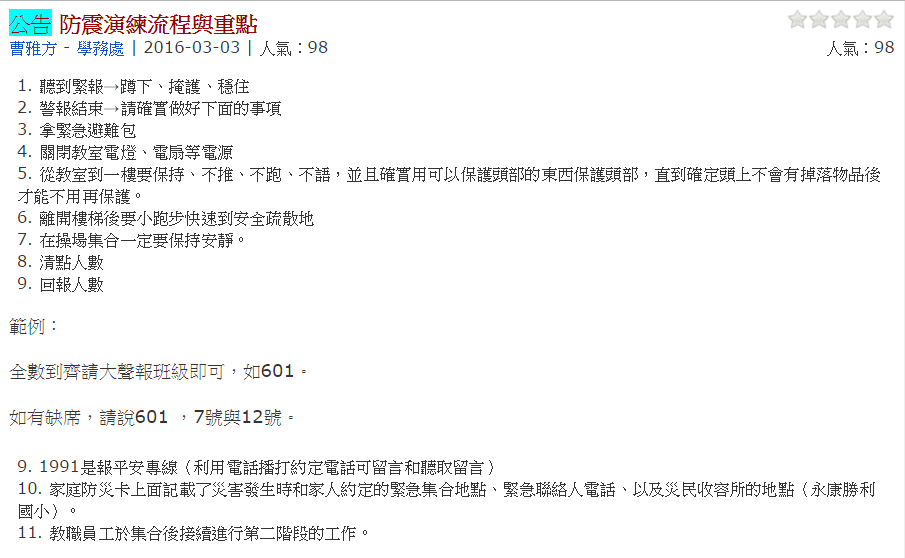 公告 防震演練流程與重點
曹雅方 - 學務處 | 2016-03-03 | 人氣：98
人氣：98
1. 聽到緊報→蹲下、掩護、穩住
2. 警報結束→請確實做好下面的事項
3. 拿緊急避難包
4. 關閉教室電燈、電扇等電源
5. 從教室到一樓要保持、不推、不跑、不語，並且確實用可以保護頭部的東西保護頭部，直到確定頭上不會有掉落物品後
才能不用再保護。
6. 離開樓梯後要小跑步快速到安全疏散地
7. 在操場集合一定要保持安靜。
8. 清點人數
9. 回報人數
範例：
全數到齊請大聲報班級即可，如601。
如有缺席，請說601 ，7號與12號。
9. 1991是報平安專線（利用電話播打約定電話可留言和聽取留言）
10. 家庭防災卡上面記載了災害發生時和家人約定的緊急集合地點、緊急聯絡人電話、以及災民收容所的地點（永康勝利
國小）。
11. 教職員工於集合後接續進行第二階段的工作。